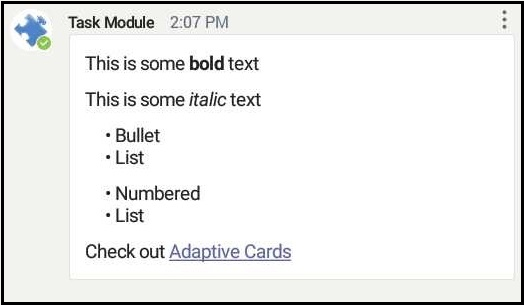 Task Module 2:07 PM
This is some bold text
This is some italic text
• Bullet
• List
• Numbered
• List
Check out Adaptive Cards